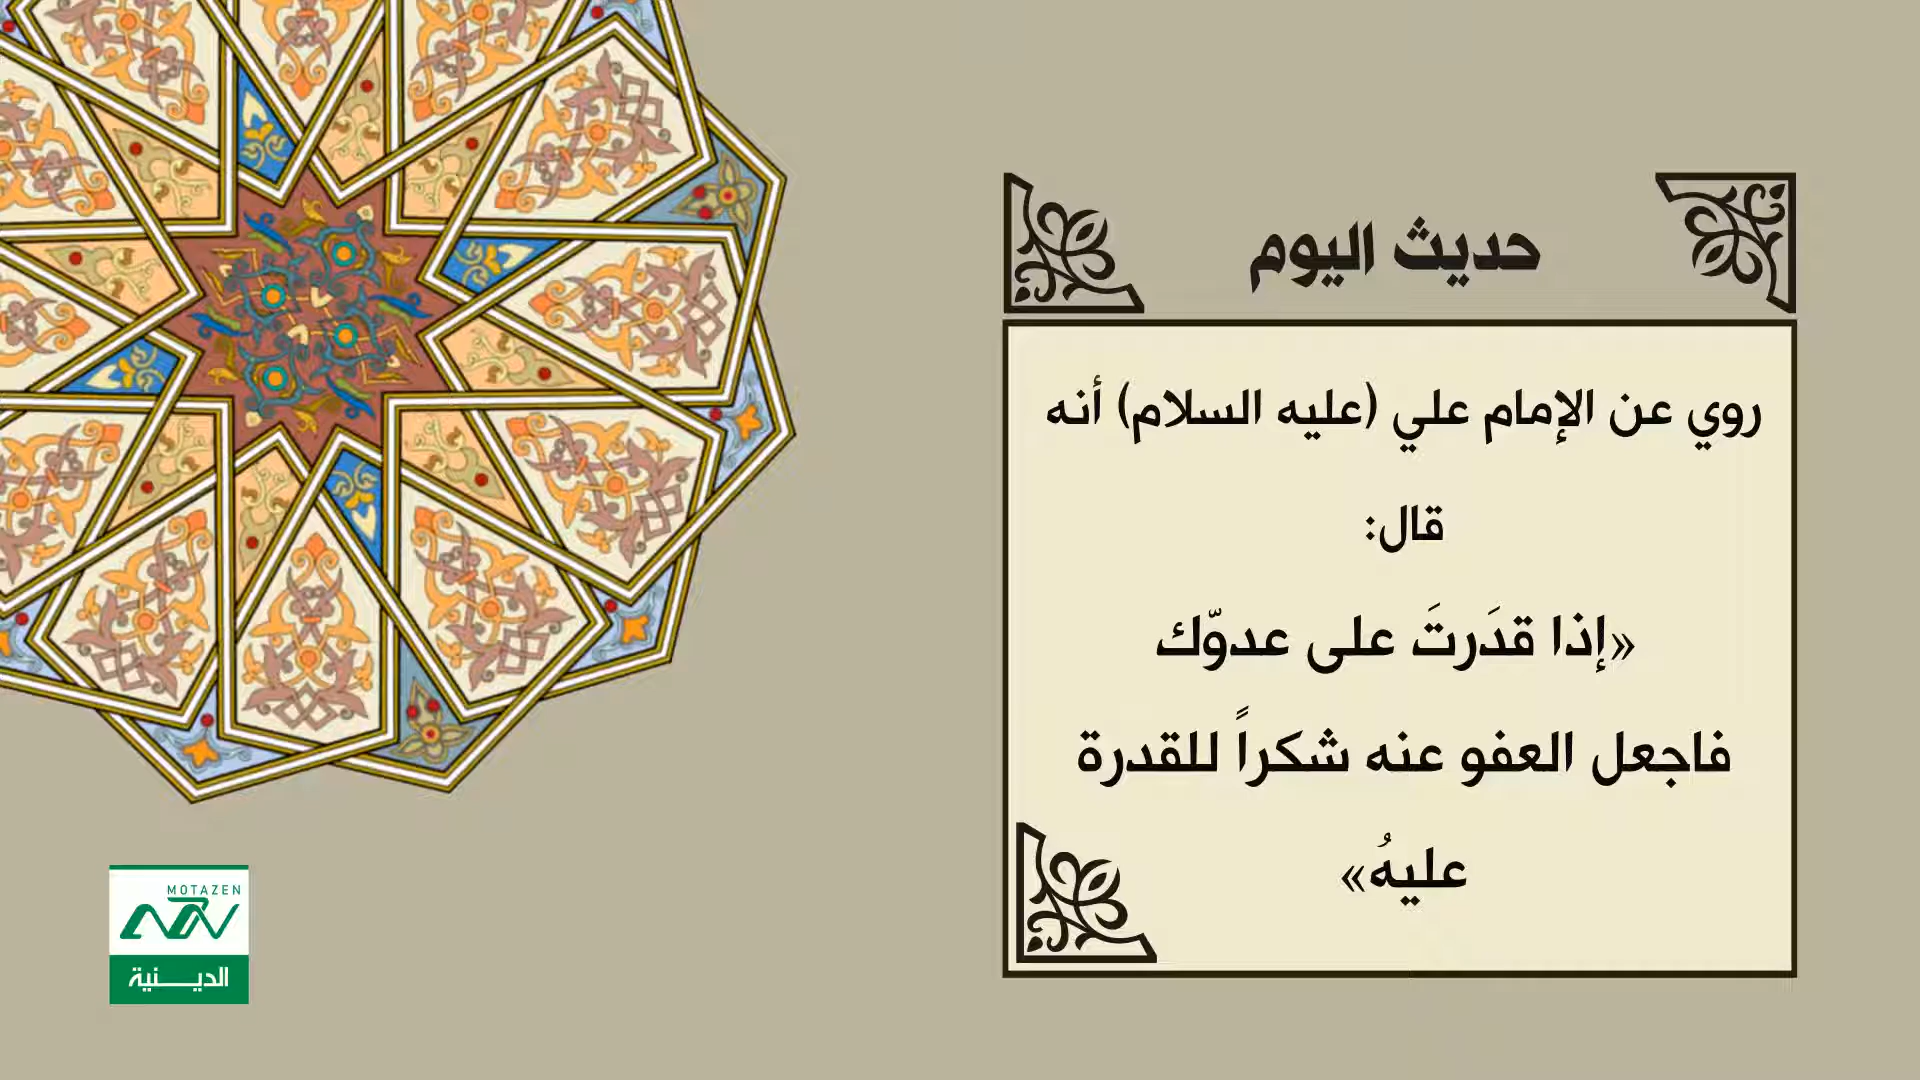 حديث اليوم
روي عن الإمام علي (عليه السلام) أنه
قال:
«إذا قدَرتَ على عدوّك
فاجعل العفو عنه شكراً للقدرة
عليهُ»
MOTAZEN
الديـنية